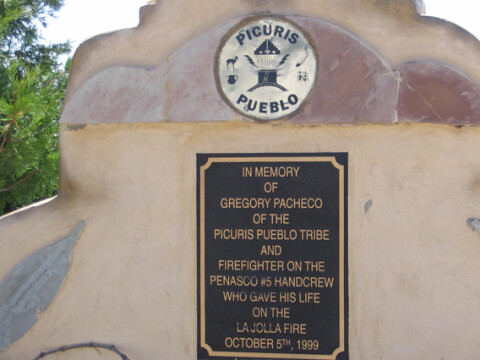 PICURIS
PUEBLO
IN MEMORY
OF
GREGORY PACHECO
OF THE
PICURIS PUEBLO TRIBE
AND
FIREFIGHTER ON THE
PENASCO #5 HANDCREW
WHO GAVE HIS LIFE
ON THE
LA JOLLA FIRE
OCTOBER 5TH, 1999